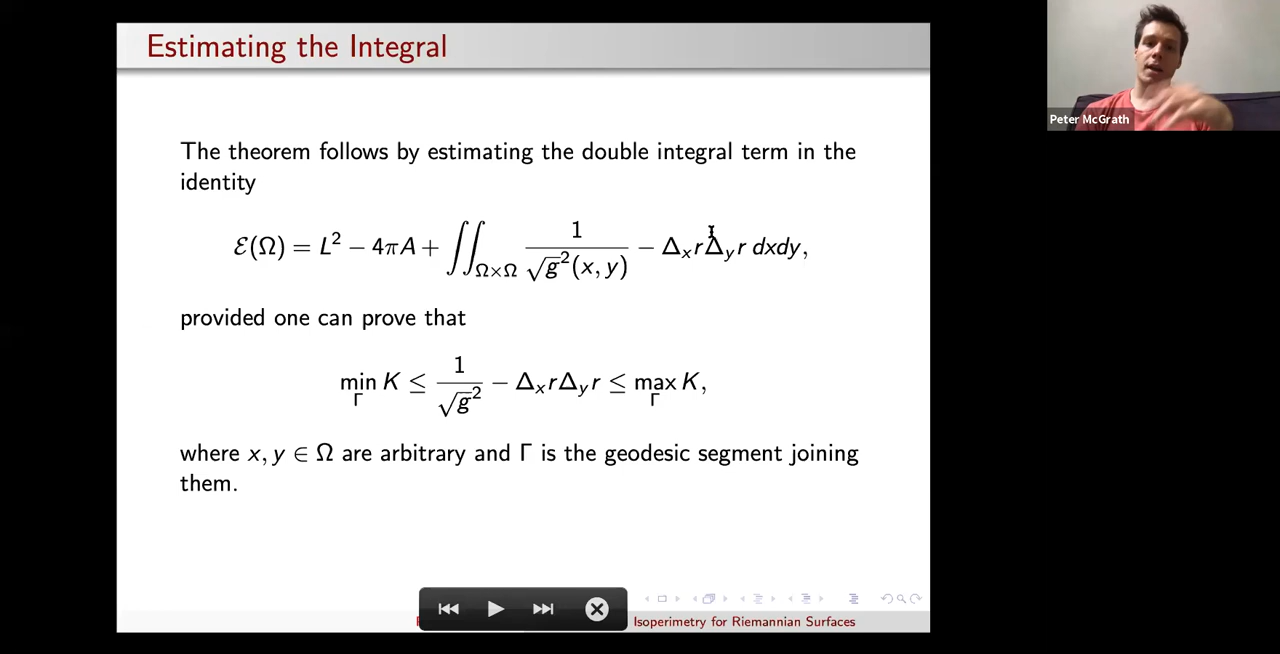 Estimating the Integral
Peter McGrath
The theorem follows by estimating the double integral term in the
identity
ℰ(Ω) = L² − 4πA + ∬_{Ω×Ω} 1/√g²(x, y) − Δₓr Δ_y r dxdy,
provided one can prove that
min_Γ K ≤ 1/√g² − Δₓr Δ_y r ≤ max_Γ K,
where x, y ∈ Ω are arbitrary and Γ is the geodesic segment joining
them.
Isoperimetry for Riemannian Surfaces